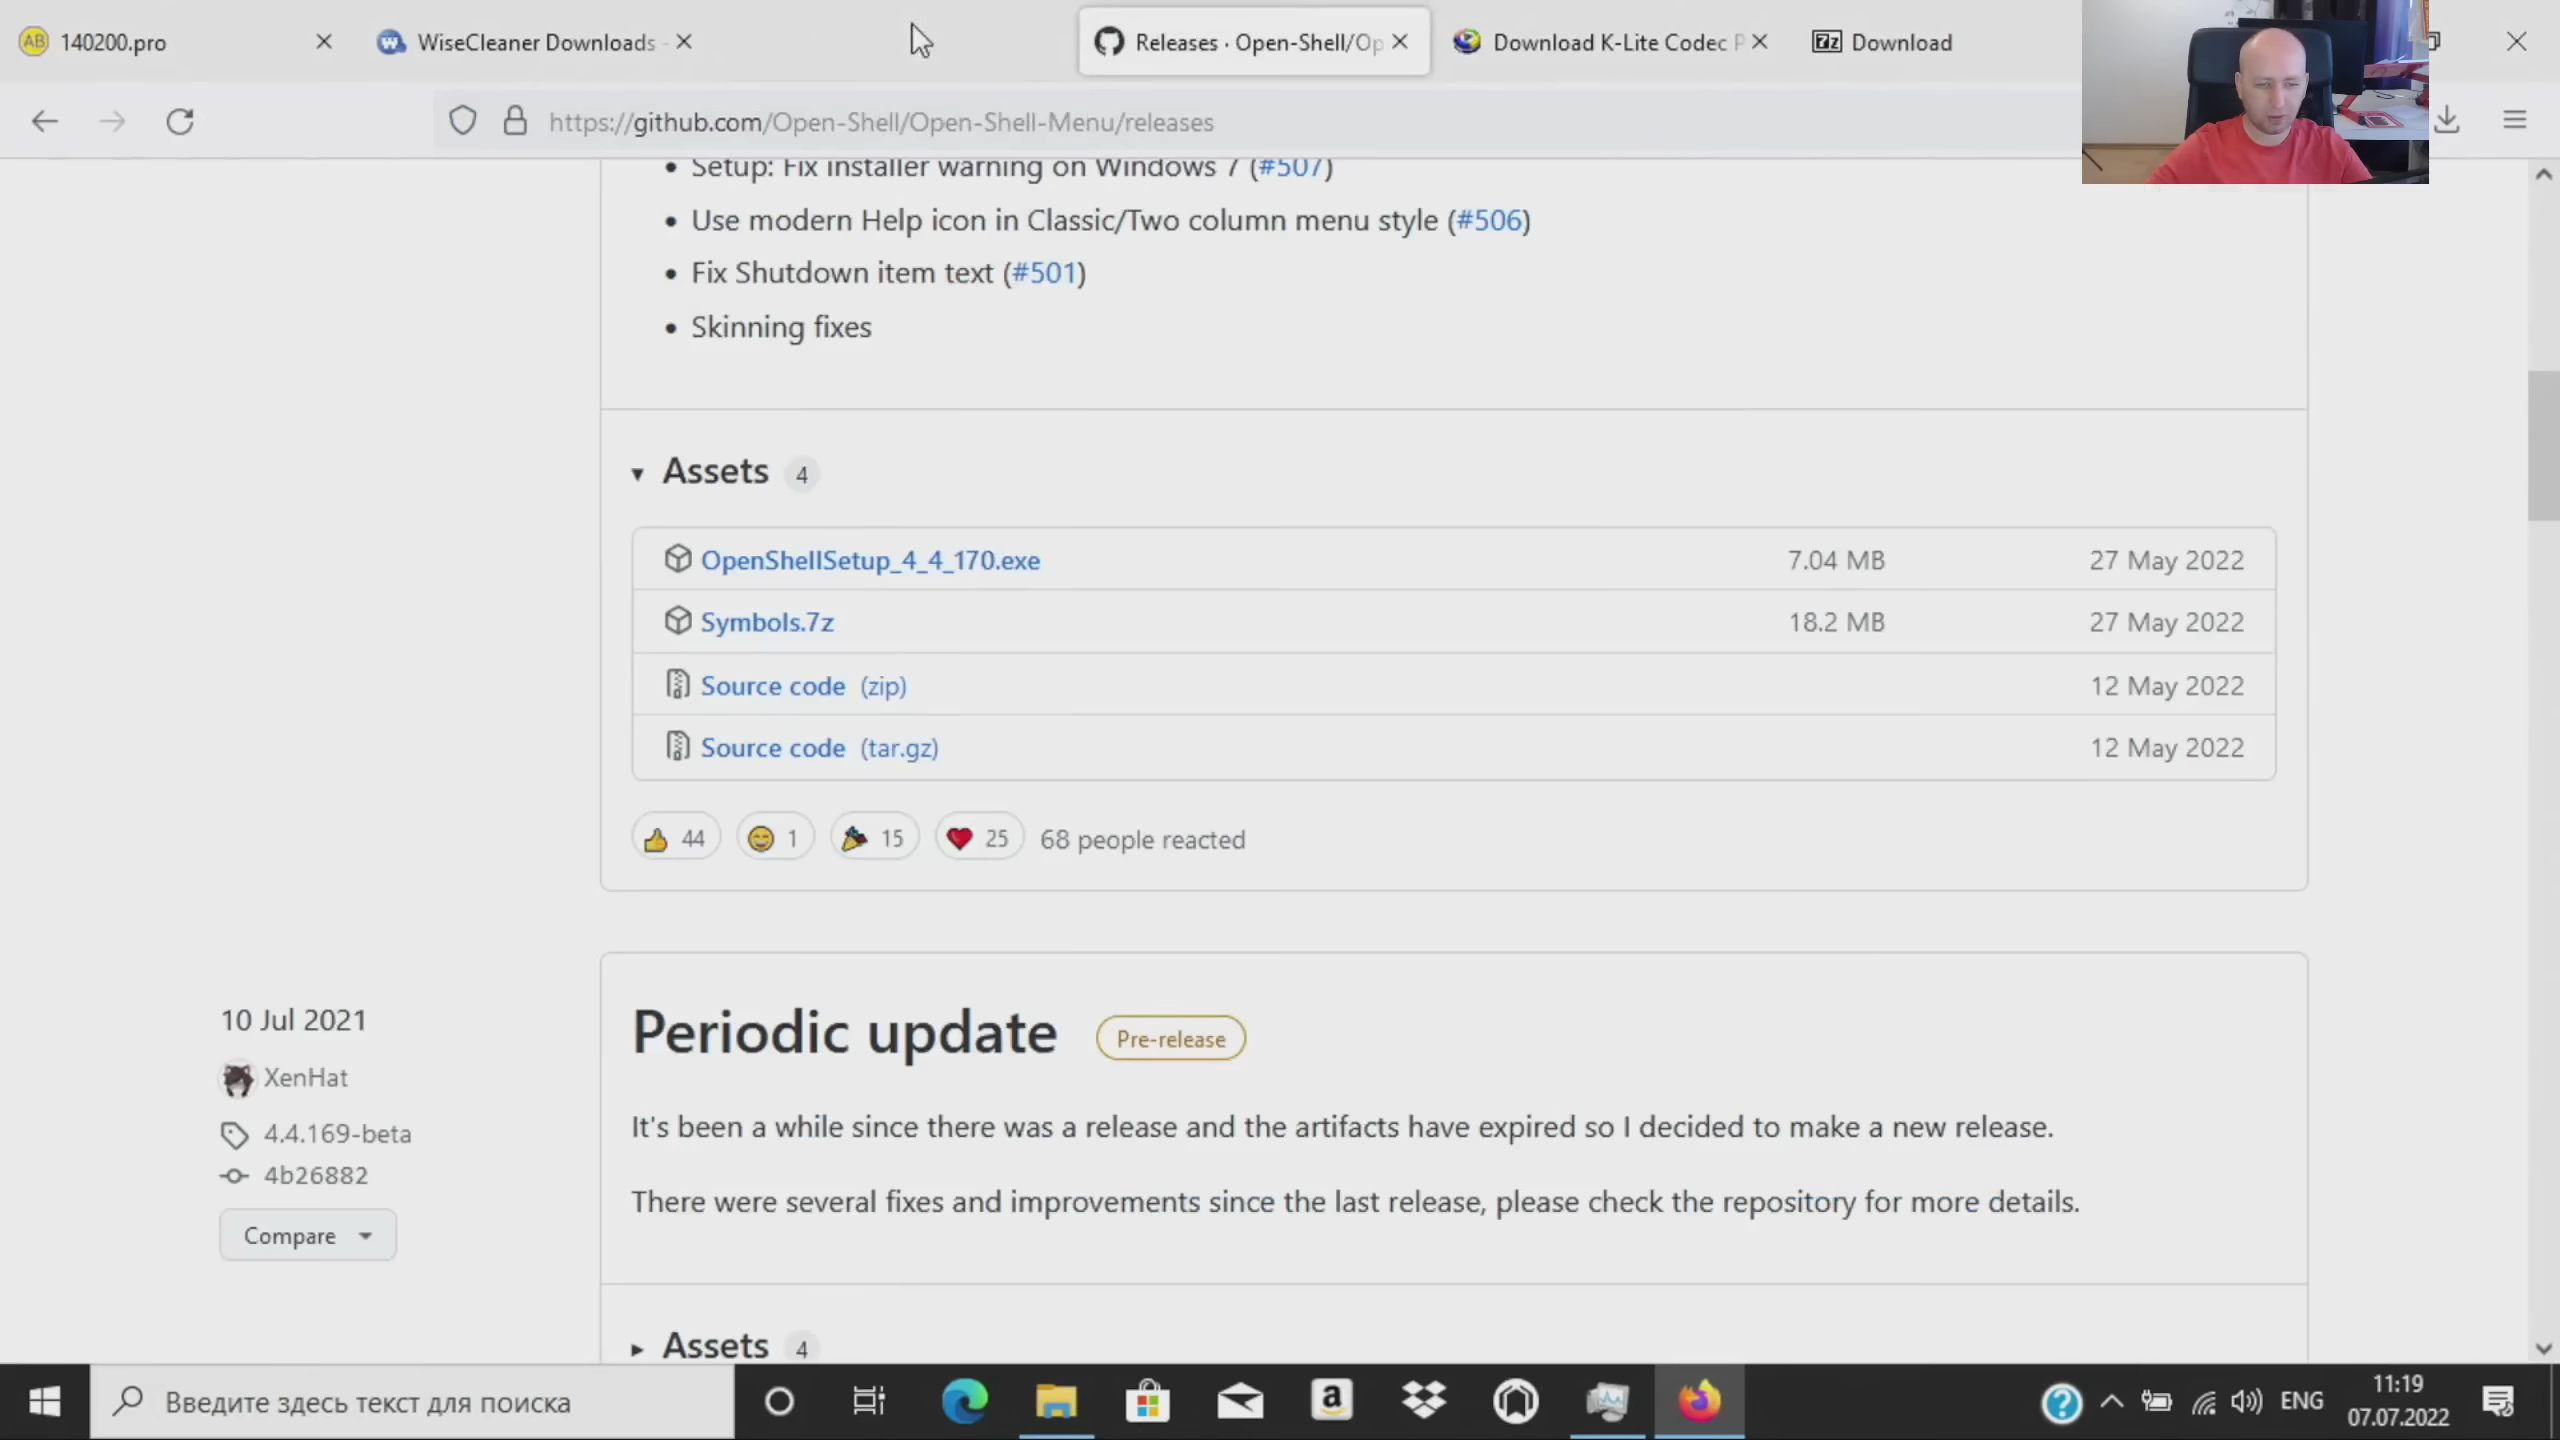 140200.pro
WiseCleaner Downloads -
Releases · Open-Shell/Op
Download K-Lite Codec P
7z Download
https://github.com/Open-Shell/Open-Shell-Menu/releases
• Setup: Fix installer warning on Windows 7 (#507)
• Use modern Help icon in Classic/Two column menu style (#506)
• Fix Shutdown item text (#501)
• Skinning fixes
Assets 4
OpenShellSetup_4_4_170.exe 7.04 MB 27 May 2022
Symbols.7z 18.2 MB 27 May 2022
Source code (zip) 12 May 2022
Source code (tar.gz) 12 May 2022
44 1 15 25 68 people reacted
10 Jul 2021
XenHat
4.4.169-beta
4b26882
Compare
Periodic update Pre-release
It's been a while since there was a release and the artifacts have expired so I decided to make a new release.
There were several fixes and improvements since the last release, please check the repository for more details.
Assets 4
Введите здесь текст для поиска
ENG
11:19
07.07.2022